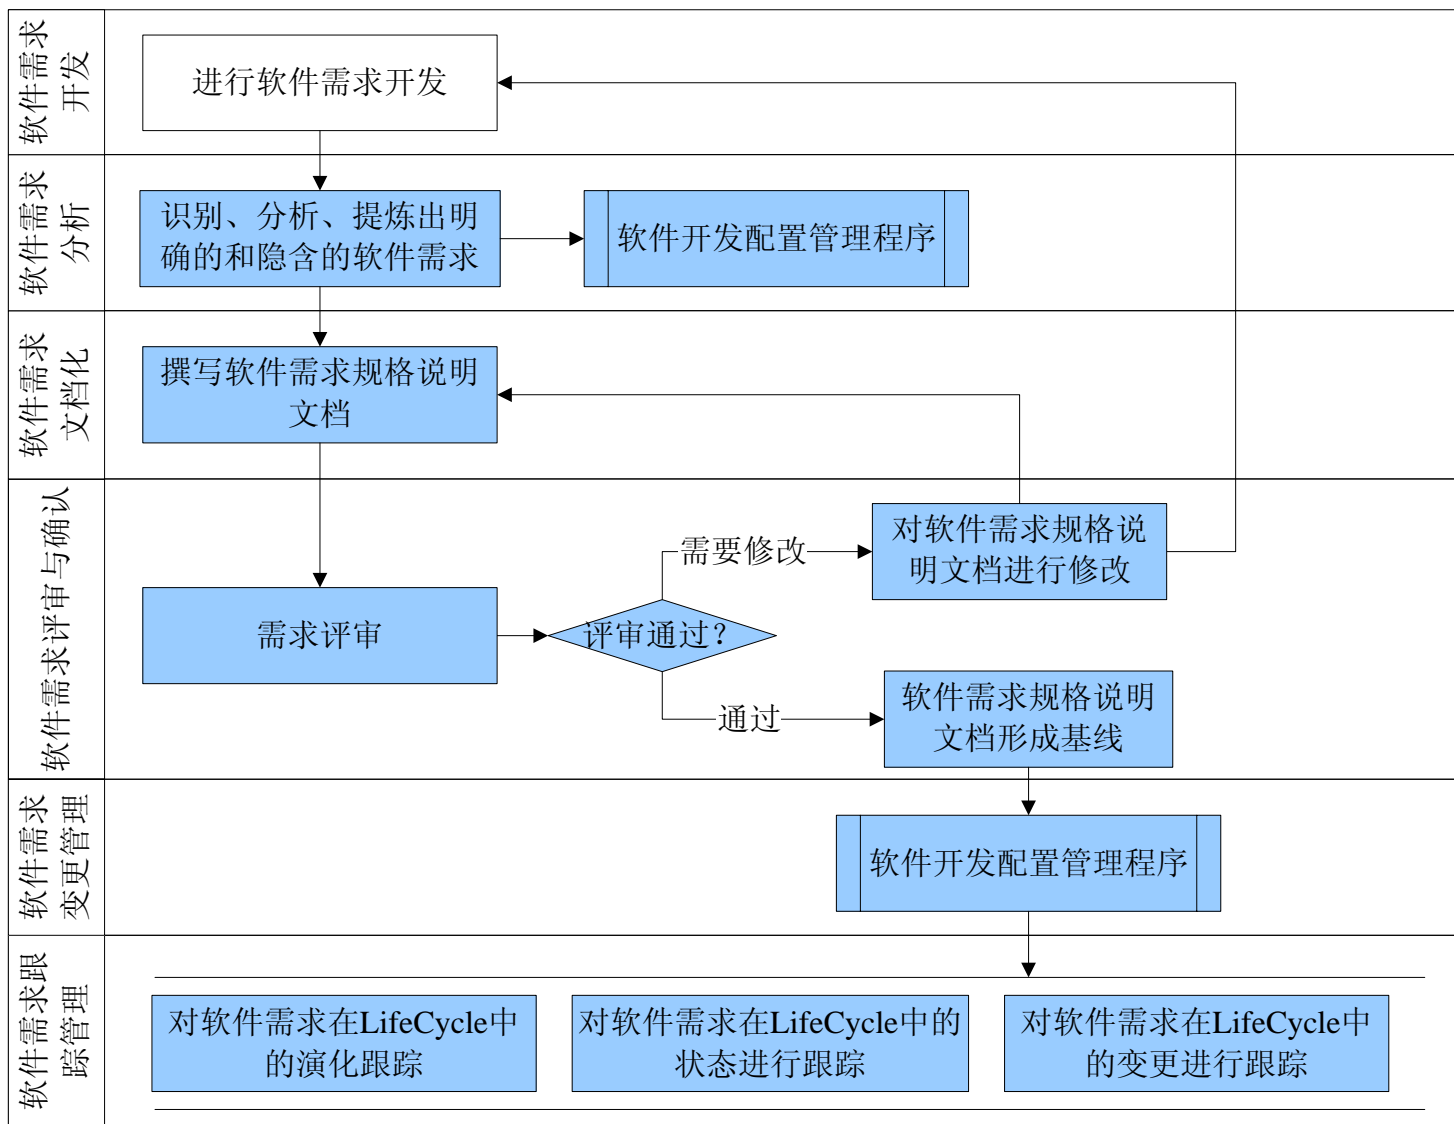 软件需求
开发
进行软件需求开发
软件需求
分析
识别、分析、提炼出明
确的和隐含的软件需求
软件开发配置管理程序
软件需求
文档化
撰写软件需求规格说明
文档
软件需求评审与确认
需要修改
对软件需求规格说
明文档进行修改
需求评审
评审通过?
通过
软件需求规格说明
文档形成基线
软件需求
变更管理
软件开发配置管理程序
软件需求跟
踪管理
对软件需求在LifeCycle中
的演化跟踪
对软件需求在LifeCycle中的
状态进行跟踪
对软件需求在LifeCycle中
的变更进行跟踪